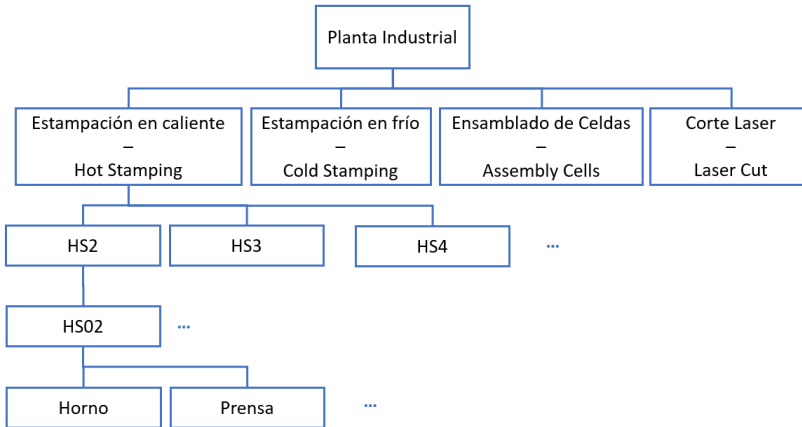 Planta Industrial
Estampación en caliente
–
Hot Stamping
Estampación en frío
–
Cold Stamping
Ensamblado de Celdas
–
Assembly Cells
Corte Laser
–
Laser Cut
HS2
HS3
HS4
...
HS02
...
Horno
Prensa
...